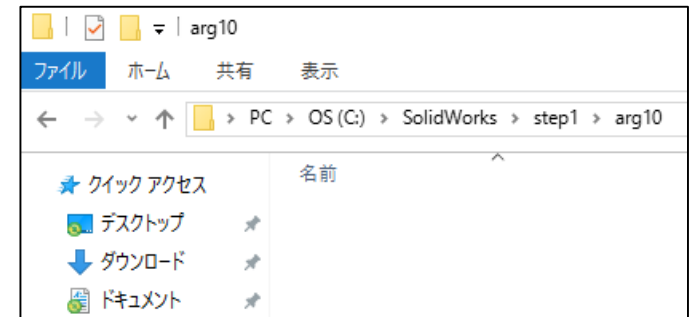 arg10
ファイル ホーム 共有 表示
PC > OS (C:) > SolidWorks > step1 > arg10
クイック アクセス
名前
デスクトップ
ダウンロード
ドキュメント